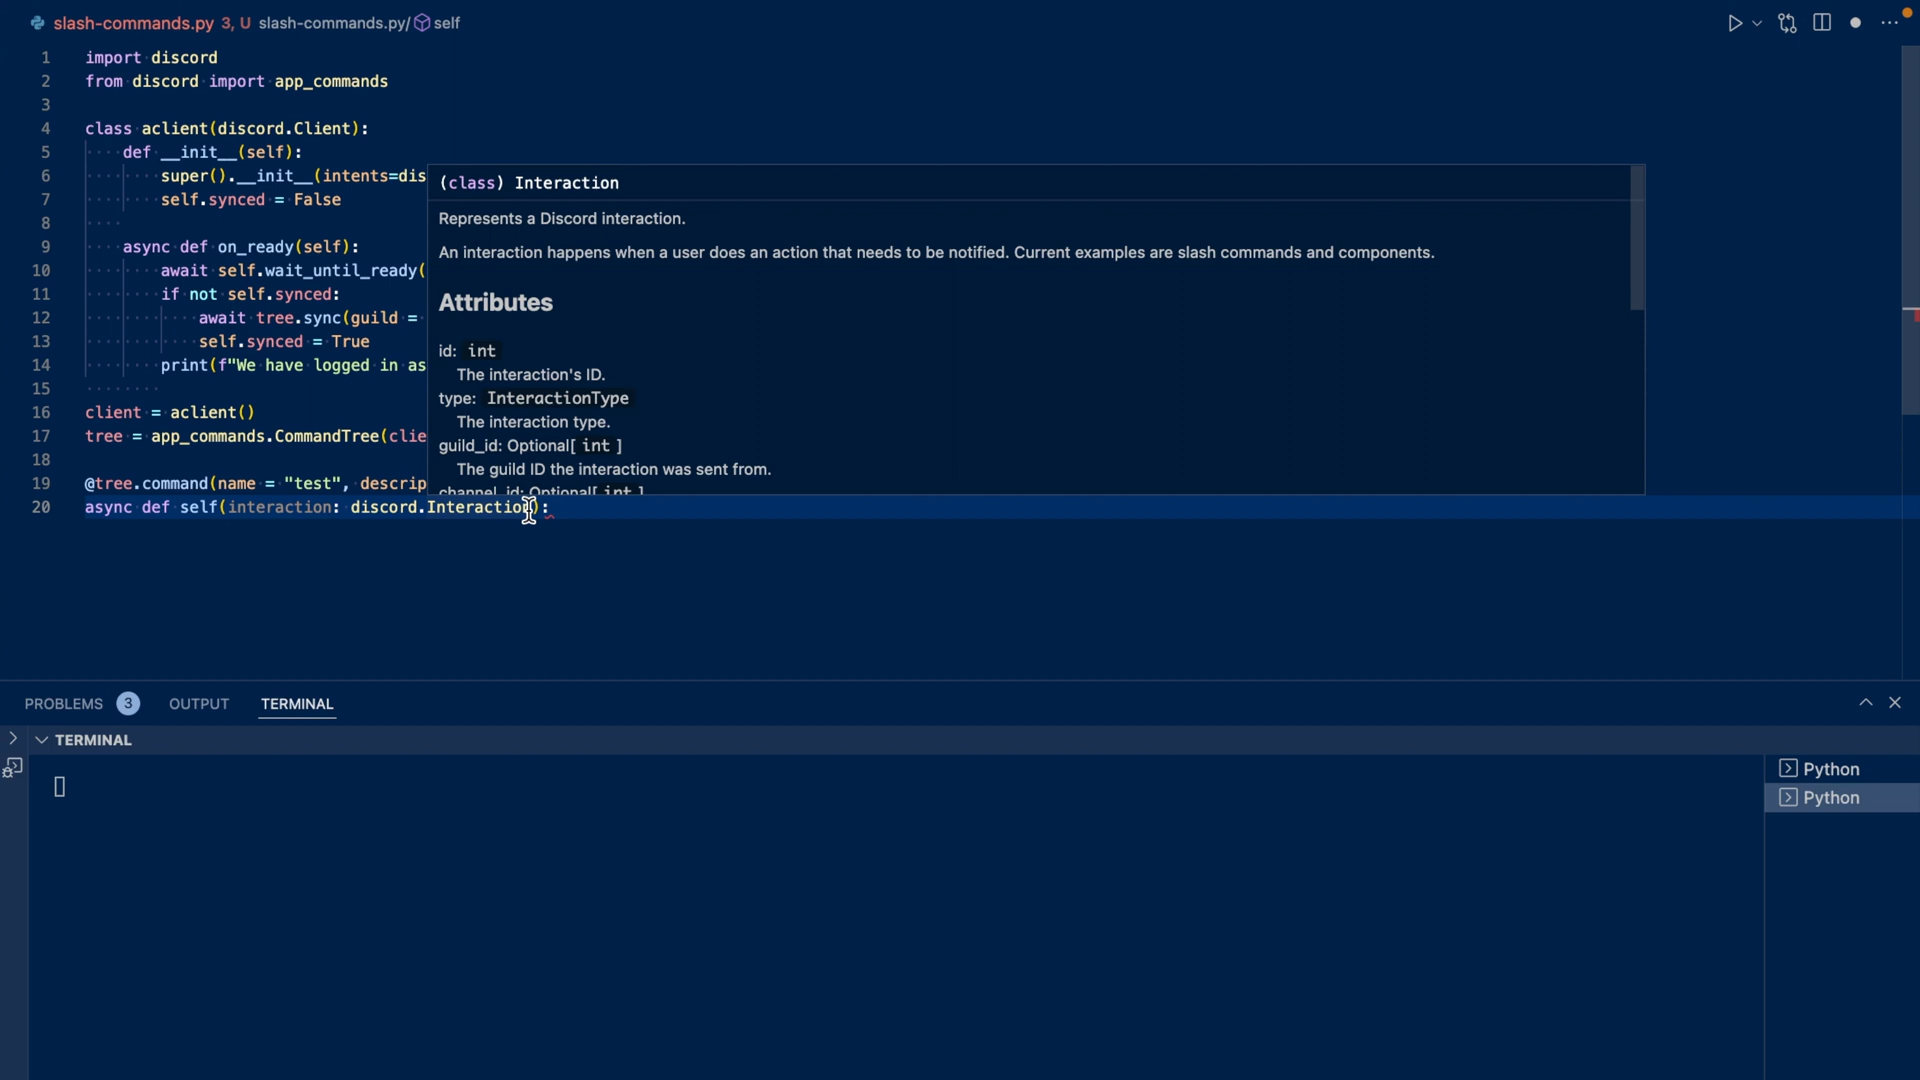 slash-commands.py 3, U slash-commands.py/ self
1 import discord
2 from discord import app_commands
3
4 class aclient(discord.Client):
5 def __init__(self):
6 super().__init__(intents=dis
7 self.synced = False
8
9 async def on_ready(self):
10 await self.wait_until_ready(
11 if not self.synced:
12 await tree.sync(guild =
13 self.synced = True
14 print(f"We have logged in as
15
16 client = aclient()
17 tree = app_commands.CommandTree(clie
18
19 @tree.command(name = "test", descrip
20 async def self(interaction: discord.Interaction):
(class) Interaction
Represents a Discord interaction.
An interaction happens when a user does an action that needs to be notified. Current examples are slash commands and components.
Attributes
id: int
The interaction's ID.
type: InteractionType
The interaction type.
guild_id: Optional[ int ]
The guild ID the interaction was sent from.
channel_id: Optional[ int ]
PROBLEMS 3 OUTPUT TERMINAL
TERMINAL
Python
Python